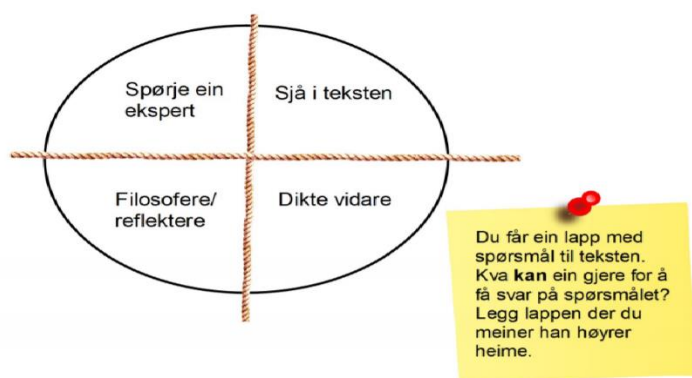 Spørje ein
ekspert
Sjå i teksten
Filosofere/
reflektere
Dikte vidare
Du får ein lapp med
spørsmål til teksten.
Kva kan ein gjere for å
få svar på spørsmålet?
Legg lappen der du
meiner han høyrer
heime.